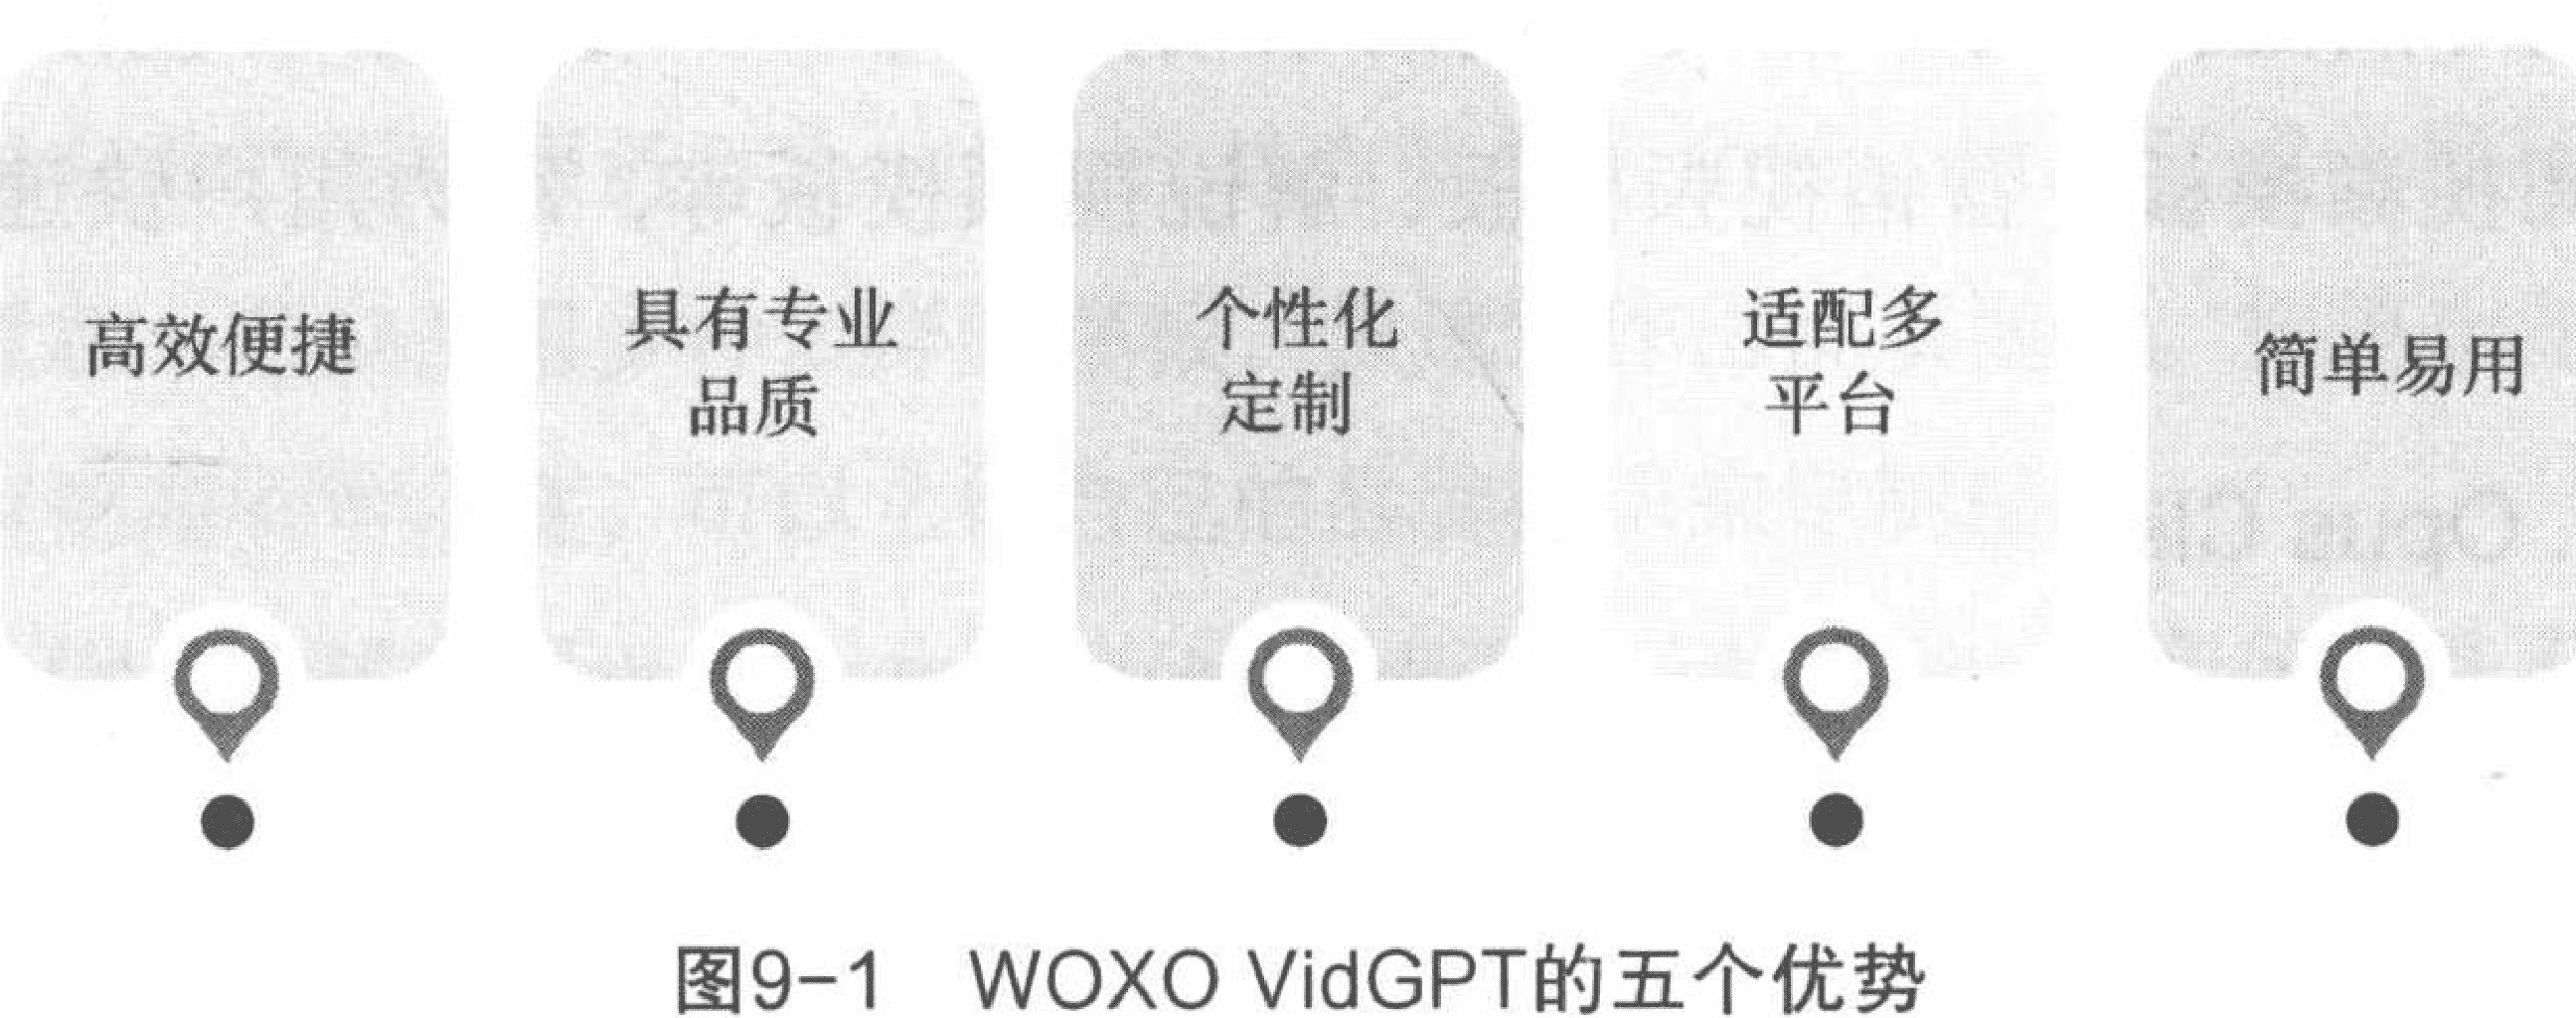 高效便捷
具有专业
品质
个性化
定制
适配多
平台
简单易用
图9-1 WOXO VidGPT的五个优势